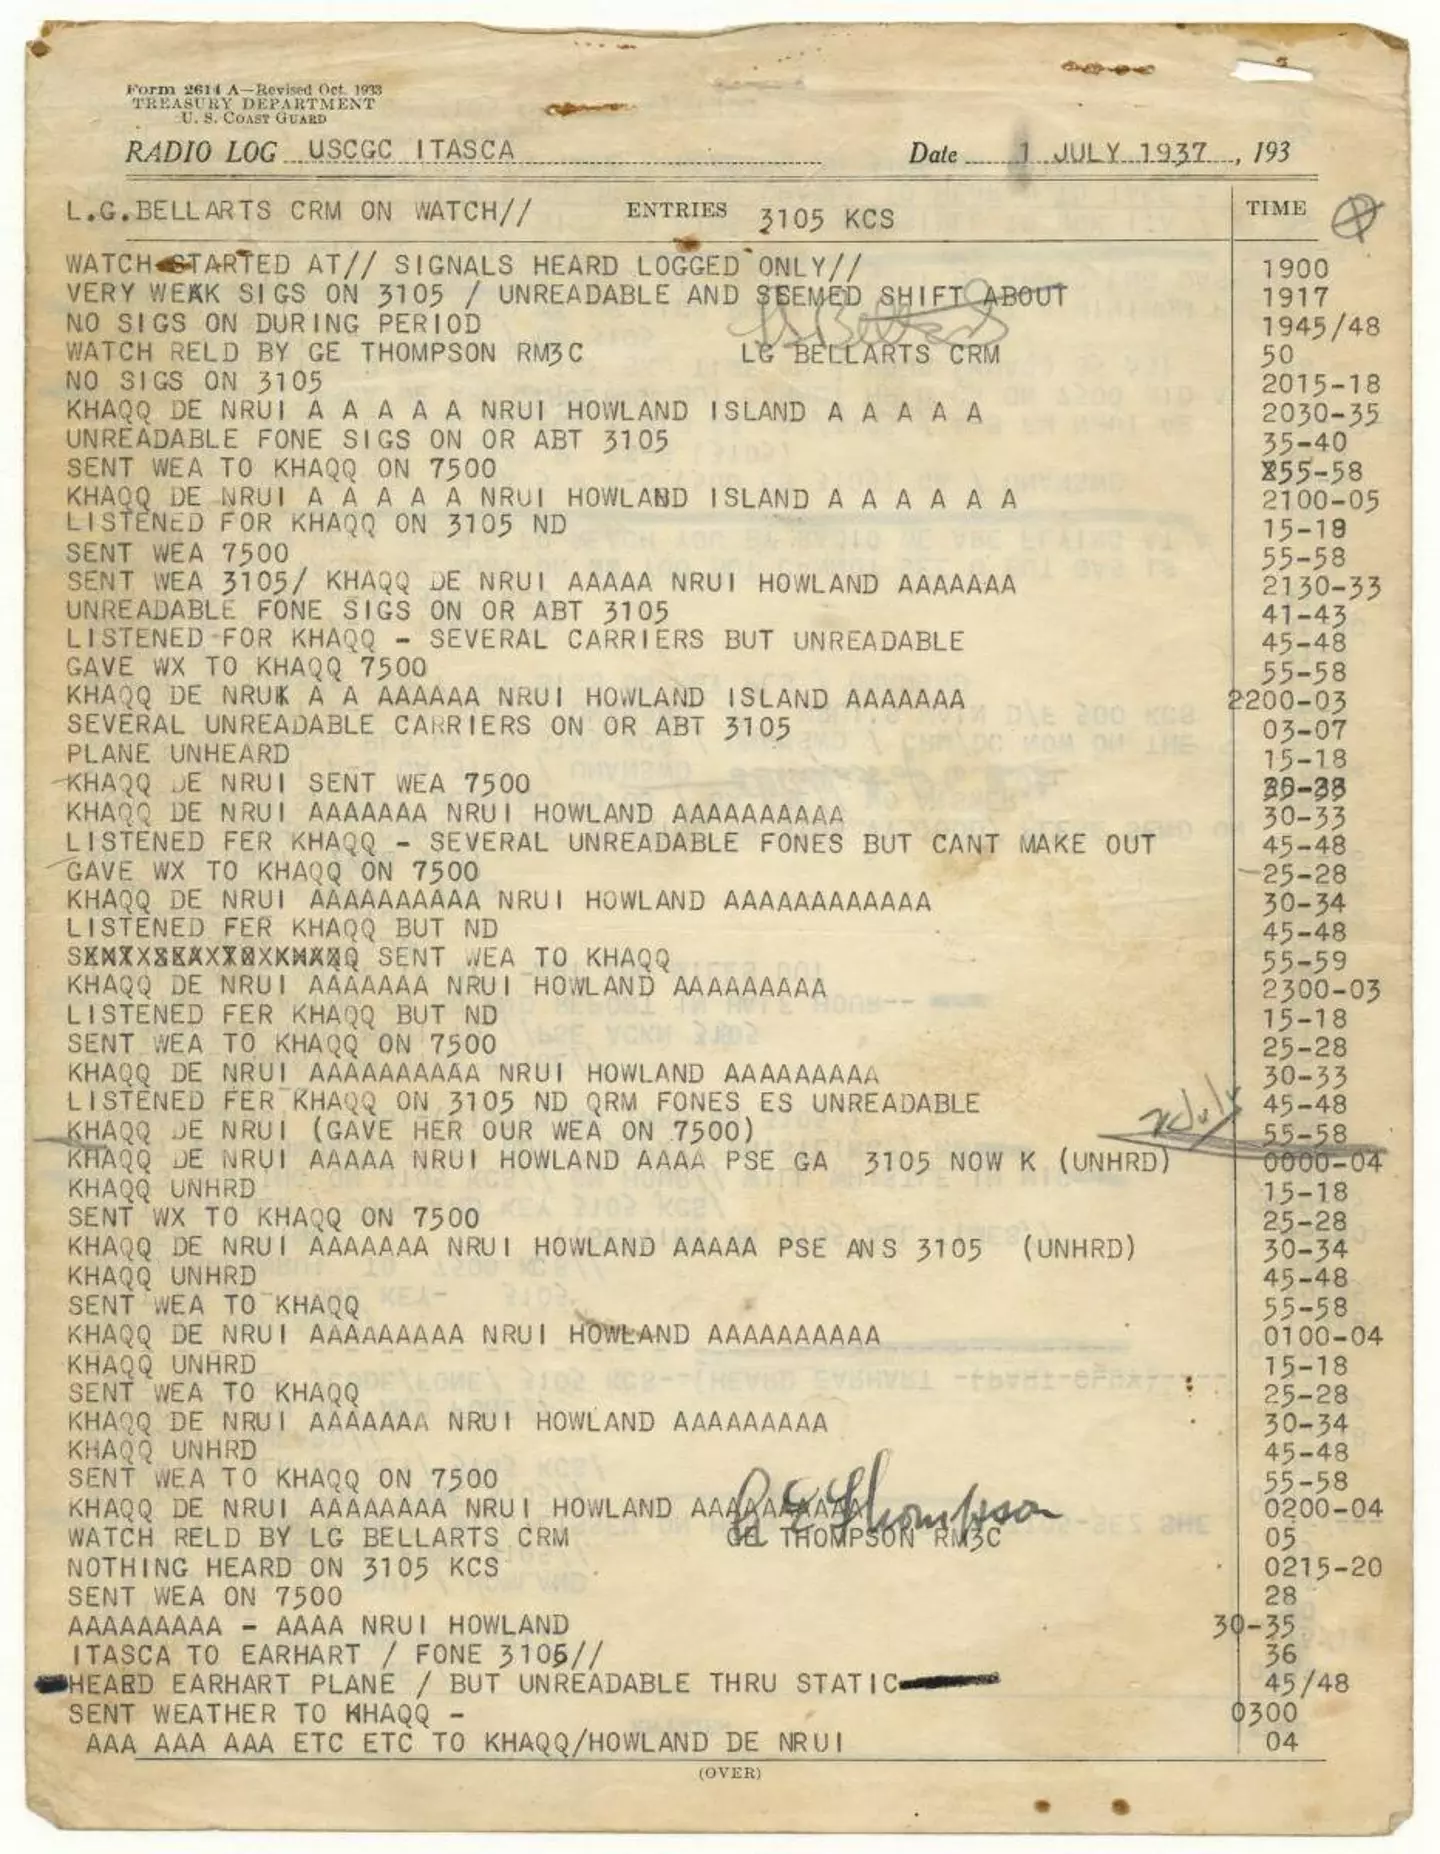 Form 2614 A—Revised Oct. 1933
TREASURY DEPARTMENT
U. S. COAST GUARD
RADIO LOG USCGC ITASCA Date 1 JULY 1937, 193
L.G.BELLARTS CRM ON WATCH// ENTRIES 3105 KCS TIME
WATCH STARTED AT// SIGNALS HEARD LOGGED ONLY// 1900
VERY WEAK SIGS ON 3105 / UNREADABLE AND SEEMED SHIFT ABOUT 1917
NO SIGS ON DURING PERIOD 1945/48
WATCH RELD BY GE THOMPSON RM3C LG BELLARTS CRM 50
NO SIGS ON 3105 2015-18
KHAQQ DE NRUI A A A A A NRUI HOWLAND ISLAND A A A A A 2030-35
UNREADABLE FONE SIGS ON OR ABT 3105 35-40
SENT WEA TO KHAQQ ON 7500 55-58
KHAQQ DE NRUI A A A A A NRUI HOWLAND ISLAND A A A A A A 2100-05
LISTENED FOR KHAQQ ON 3105 ND 15-18
SENT WEA 7500 55-58
SENT WEA 3105/ KHAQQ DE NRUI AAAAA NRUI HOWLAND AAAAAAA 2130-33
UNREADABLE FONE SIGS ON OR ABT 3105 41-43
LISTENED FOR KHAQQ - SEVERAL CARRIERS BUT UNREADABLE 45-48
GAVE WX TO KHAQQ 7500 55-58
KHAQQ DE NRUI A A AAAAAA NRUI HOWLAND ISLAND AAAAAAA 2200-03
SEVERAL UNREADABLE CARRIERS ON OR ABT 3105 03-07
PLANE UNHEARD 15-18
KHAQQ DE NRUI SENT WEA 7500
KHAQQ DE NRUI AAAAAAA NRUI HOWLAND AAAAAAAAAA 30-33
LISTENED FER KHAQQ - SEVERAL UNREADABLE FONES BUT CANT MAKE OUT 45-48
GAVE WX TO KHAQQ ON 7500 25-28
KHAQQ DE NRUI AAAAAAAAAA NRUI HOWLAND AAAAAAAAAAAA 30-34
LISTENED FER KHAQQ BUT ND 45-48
SENT WEA TO KHAQQ 55-59
KHAQQ DE NRUI AAAAAAA NRUI HOWLAND AAAAAAAAA 2300-03
LISTENED FER KHAQQ BUT ND 15-18
SENT WEA TO KHAQQ ON 7500 25-28
KHAQQ DE NRUI AAAAAAAAAA NRUI HOWLAND AAAAAAAAA 30-33
LISTENED FER KHAQQ ON 3105 ND QRM FONES ES UNREADABLE 45-48
2 July
KHAQQ DE NRUI (GAVE HER OUR WEA ON 7500) 55-58
KHAQQ DE NRUI AAAAA NRUI HOWLAND AAAA PSE GA 3105 NOW K (UNHRD) 0000-04
KHAQQ UNHRD 15-18
SENT WX TO KHAQQ ON 7500 25-28
KHAQQ DE NRUI AAAAAAA NRUI HOWLAND AAAAA PSE ANS 3105 (UNHRD) 30-34
KHAQQ UNHRD 45-48
SENT WEA TO KHAQQ 55-58
KHAQQ DE NRUI AAAAAAAAA NRUI HOWLAND AAAAAAAAAA 0100-04
KHAQQ UNHRD 15-18
SENT WEA TO KHAQQ 25-28
KHAQQ DE NRUI AAAAAAA NRUI HOWLAND AAAAAAAAA 30-34
KHAQQ UNHRD 45-48
SENT WEA TO KHAQQ ON 7500 55-58
KHAQQ DE NRUI AAAAAAAA NRUI HOWLAND AAAAAAAAAA 0200-04
G E Thompson
WATCH RELD BY LG BELLARTS CRM GE THOMPSON RM3C 05
NOTHING HEARD ON 3105 KCS 0215-20
SENT WEA ON 7500 28
AAAAAAAAA - AAAA NRUI HOWLAND 30-35
ITASCA TO EARHART / FONE 3105// 36
HEARD EARHART PLANE / BUT UNREADABLE THRU STATIC 45/48
SENT WEATHER TO KHAQQ - 0300
AAA AAA AAA ETC ETC TO KHAQQ/HOWLAND DE NRUI 04
(OVER)